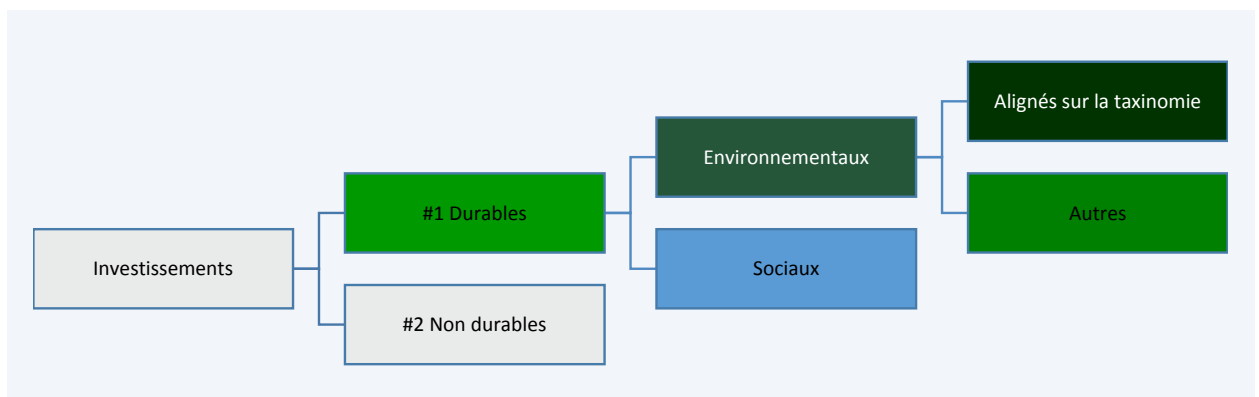 Alignés sur la taxinomie
Environnementaux
#1 Durables
Autres
Investissements
Sociaux
#2 Non durables